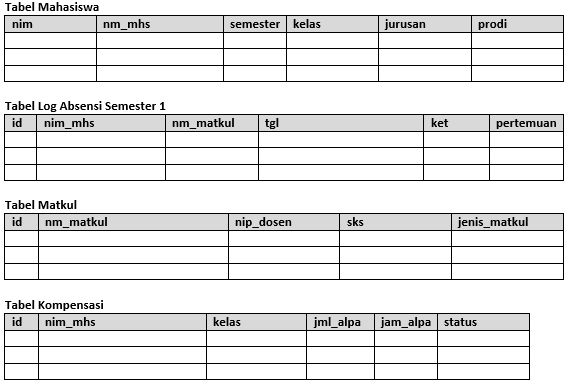 Tabel Mahasiswa
nim nm_mhs semester kelas jurusan prodi
Tabel Log Absensi Semester 1
id nim_mhs nm_matkul tgl ket pertemuan
Tabel Matkul
id nm_matkul nip_dosen sks jenis_matkul
Tabel Kompensasi
id nim_mhs kelas jml_alpa jam_alpa status